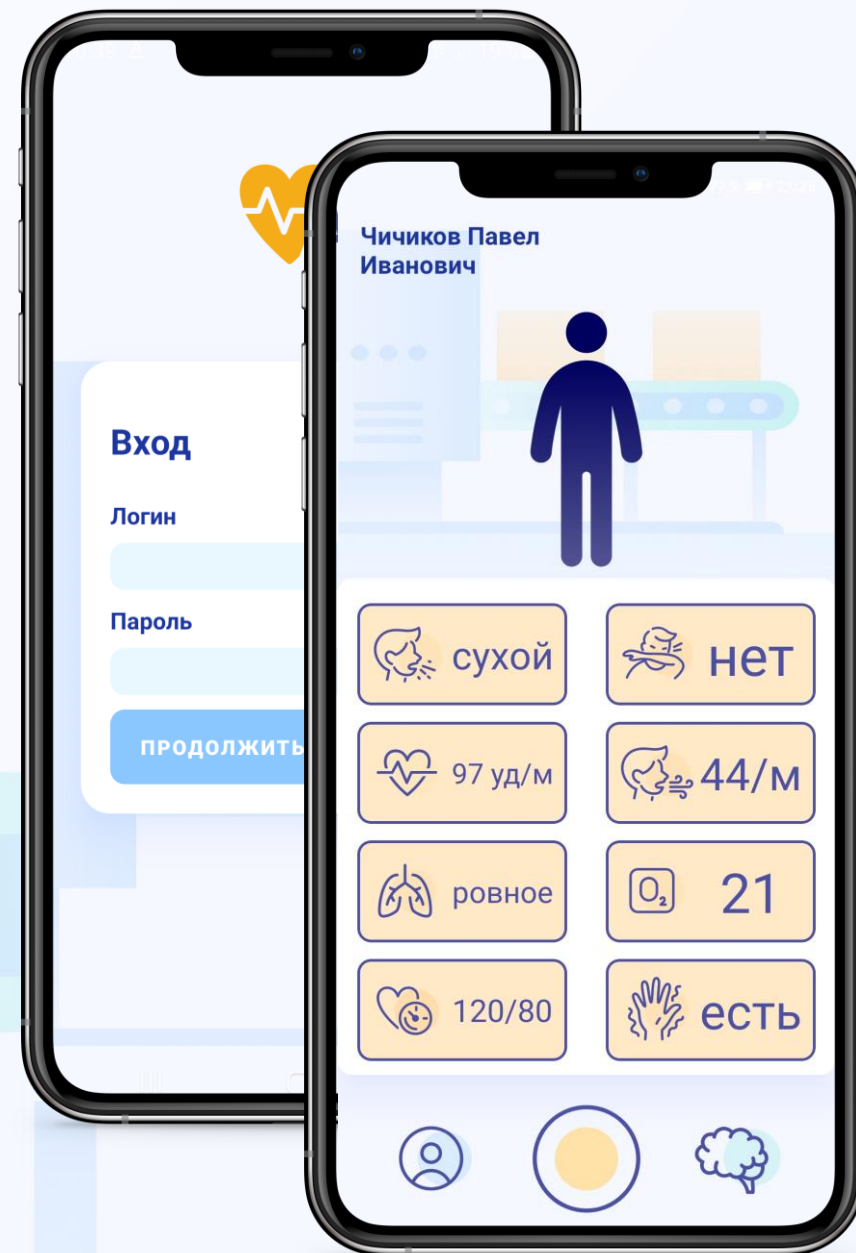 Вход
Логин
Пароль
ПРОДОЛЖИТЬ
Чичиков Павел
Иванович
сухой
нет
97 уд/м
44/м
ровное
O₂ 21
120/80
есть